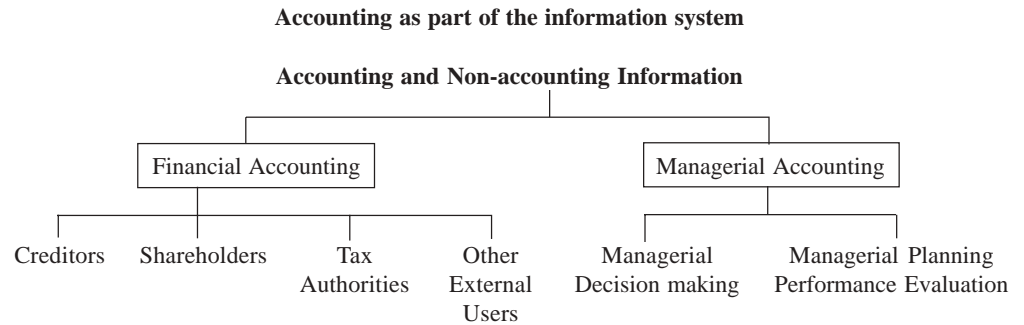 Accounting as part of the information system
Accounting and Non-accounting Information
Financial Accounting
Managerial Accounting
Creditors
Shareholders
Tax
Authorities
Other
External
Users
Managerial
Decision making
Managerial Planning
Performance Evaluation